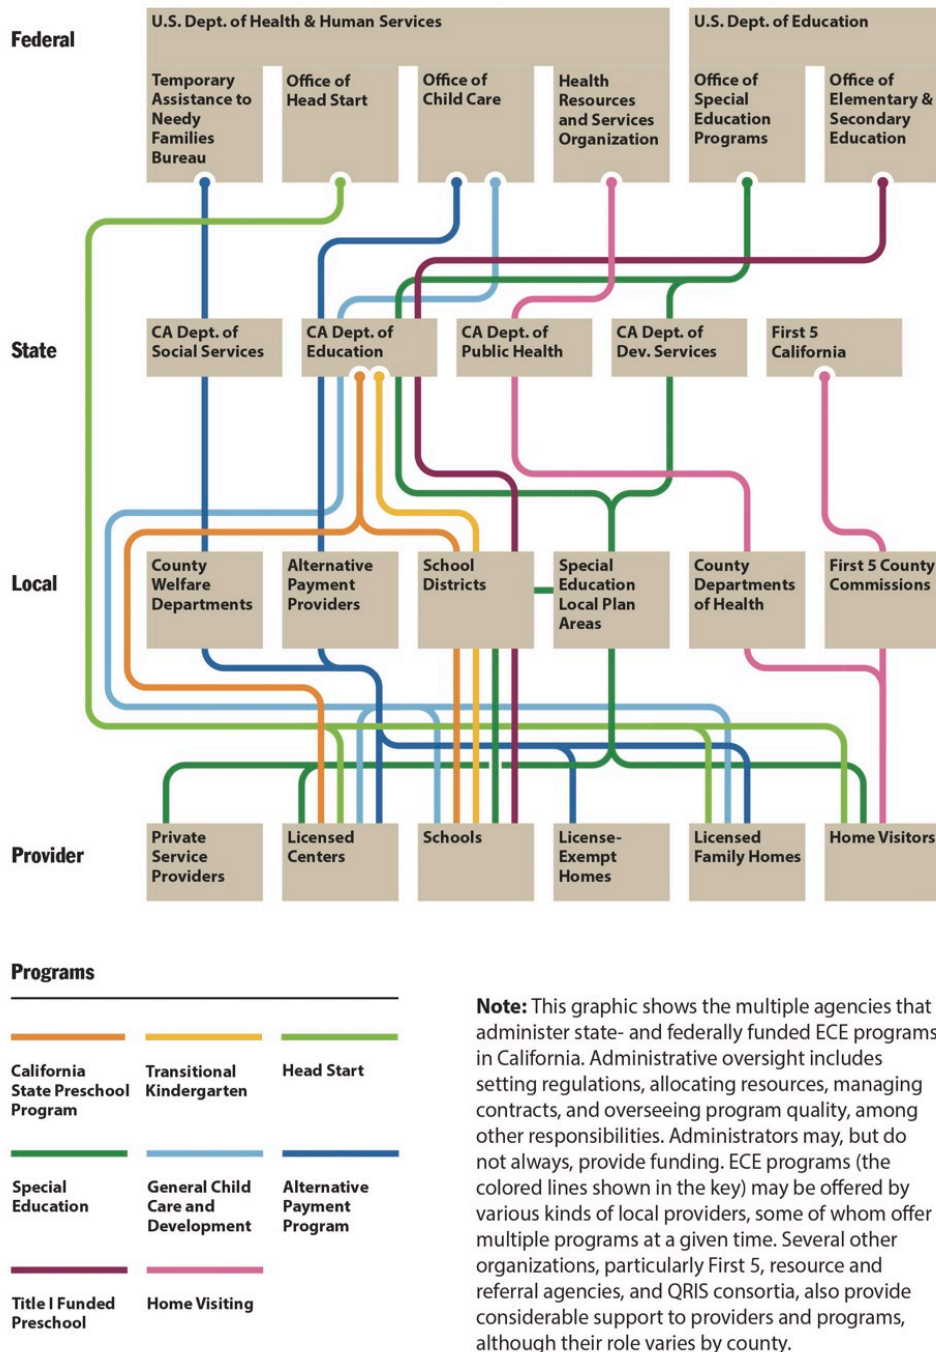 Federal
U.S. Dept. of Health & Human Services
U.S. Dept. of Education
Temporary
Assistance to
Needy
Families
Bureau
Office of
Head Start
Office of
Child Care
Health
Resources
and Services
Organization
Office of
Special
Education
Programs
Office of
Elementary &
Secondary
Education
State
CA Dept. of
Social Services
CA Dept. of
Education
CA Dept. of
Public Health
CA Dept. of
Dev. Services
First 5
California
Local
County
Welfare
Departments
Alternative
Payment
Providers
School
Districts
Special
Education
Local Plan
Areas
County
Departments
of Health
First 5 County
Commissions
Provider
Private
Service
Providers
Licensed
Centers
Schools
License-
Exempt
Homes
Licensed
Family Homes
Home Visitors
Programs
California
State Preschool
Program
Transitional
Kindergarten
Head Start
Special
Education
General Child
Care and
Development
Alternative
Payment
Program
Title I Funded
Preschool
Home Visiting
Note: This graphic shows the multiple agencies that
administer state- and federally funded ECE programs
in California. Administrative oversight includes
setting regulations, allocating resources, managing
contracts, and overseeing program quality, among
other responsibilities. Administrators may, but do
not always, provide funding. ECE programs (the
colored lines shown in the key) may be offered by
various kinds of local providers, some of whom offer
multiple programs at a given time. Several other
organizations, particularly First 5, resource and
referral agencies, and QRIS consortia, also provide
considerable support to providers and programs,
although their role varies by county.